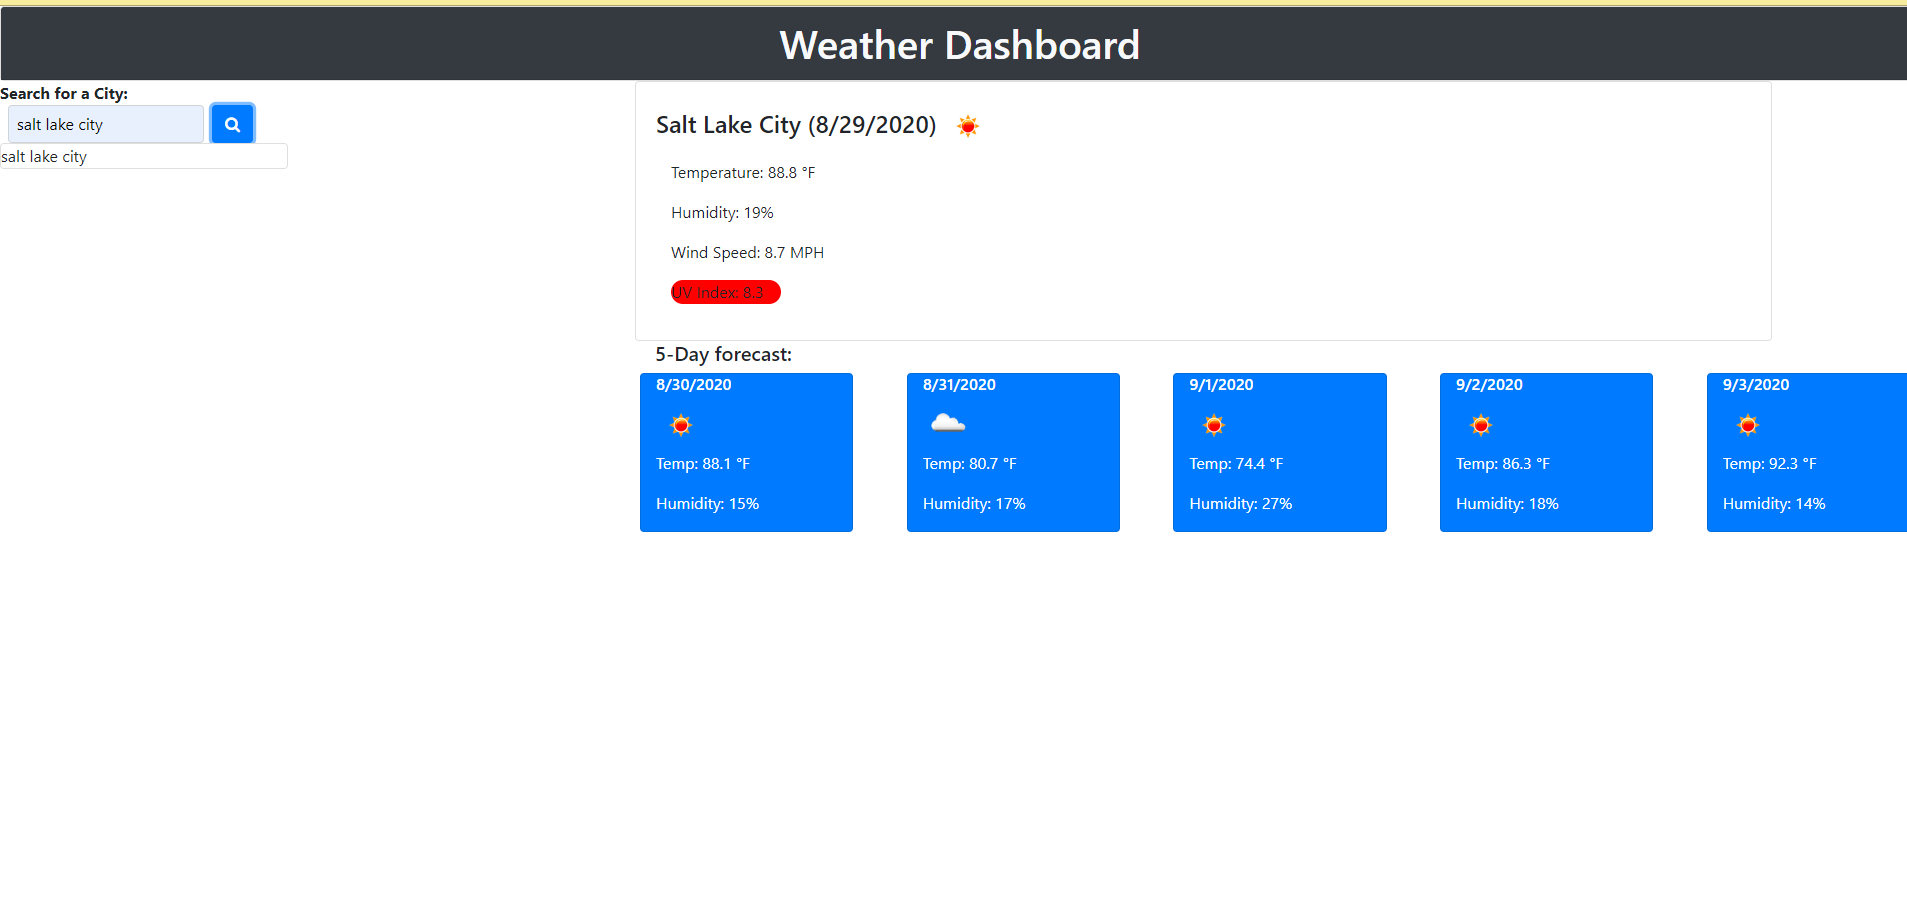 Weather Dashboard
Search for a City:
salt lake city
salt lake city
Salt Lake City (8/29/2020)
Temperature: 88.8 °F
Humidity: 19%
Wind Speed: 8.7 MPH
UV Index: 8.3
5-Day forecast:
8/30/2020
Temp: 88.1 °F
Humidity: 15%
8/31/2020
Temp: 80.7 °F
Humidity: 17%
9/1/2020
Temp: 74.4 °F
Humidity: 27%
9/2/2020
Temp: 86.3 °F
Humidity: 18%
9/3/2020
Temp: 92.3 °F
Humidity: 14%